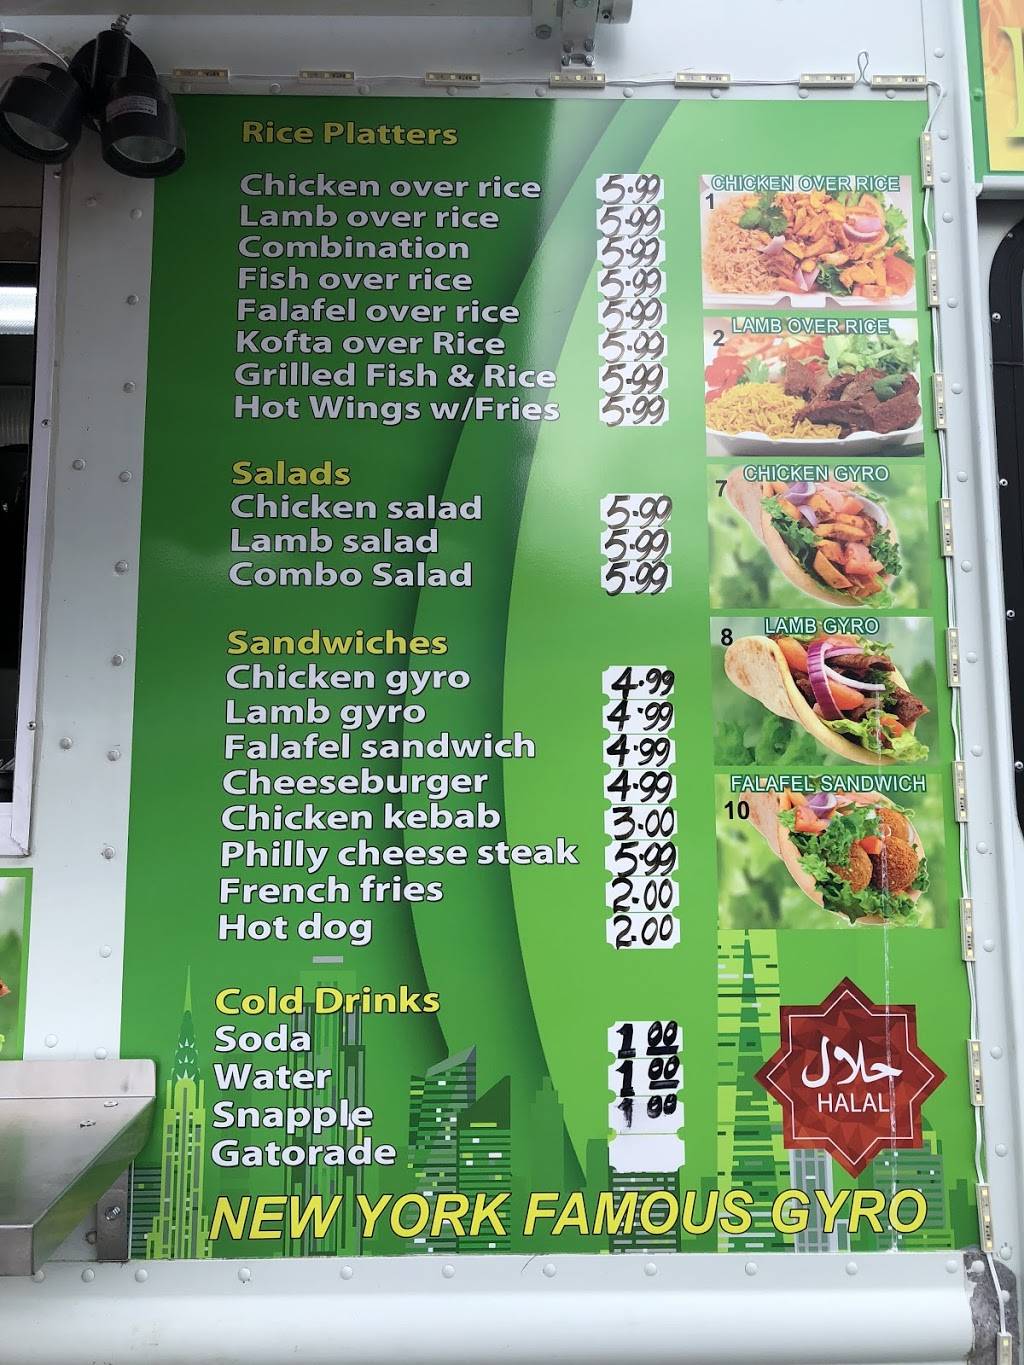 Rice Platters
Chicken over rice 5.99
Lamb over rice 5.99
Combination 5.99
Fish over rice 5.99
Falafel over rice 5.99
Kofta over Rice 5.99
Grilled Fish & Rice 5.99
Hot Wings w/Fries 5.99
Salads
Chicken salad 5.99
Lamb salad 5.99
Combo Salad 5.99
Sandwiches
Chicken gyro 4.99
Lamb gyro 4.99
Falafel sandwich 4.99
Cheeseburger 4.99
Chicken kebab 3.00
Philly cheese steak 5.99
French fries 2.00
Hot dog 2.00
Cold Drinks
Soda 1 00
Water 1 00
Snapple 1 00
Gatorade
CHICKEN OVER RICE
1
LAMB OVER RICE
2
CHICKEN GYRO
7
LAMB GYRO
8
FALAFEL SANDWICH
10
حلال
HALAL
NEW YORK FAMOUS GYRO